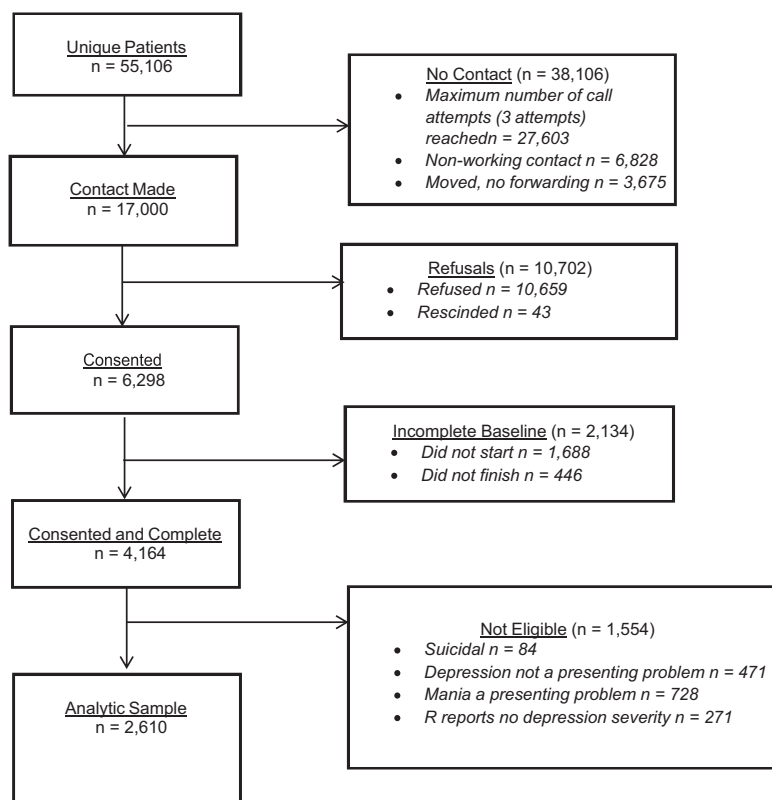 Unique Patients
n = 55,106
No Contact (n = 38,106)
• Maximum number of call
attempts (3 attempts)
reachedn = 27,603
• Non-working contact n = 6,828
• Moved, no forwarding n = 3,675
Contact Made
n = 17,000
Refusals (n = 10,702)
• Refused n = 10,659
• Rescinded n = 43
Consented
n = 6,298
Incomplete Baseline (n = 2,134)
• Did not start n = 1,688
• Did not finish n = 446
Consented and Complete
n = 4,164
Not Eligible (n = 1,554)
• Suicidal n = 84
• Depression not a presenting problem n = 471
• Mania a presenting problem n = 728
• R reports no depression severity n = 271
Analytic Sample
n = 2,610